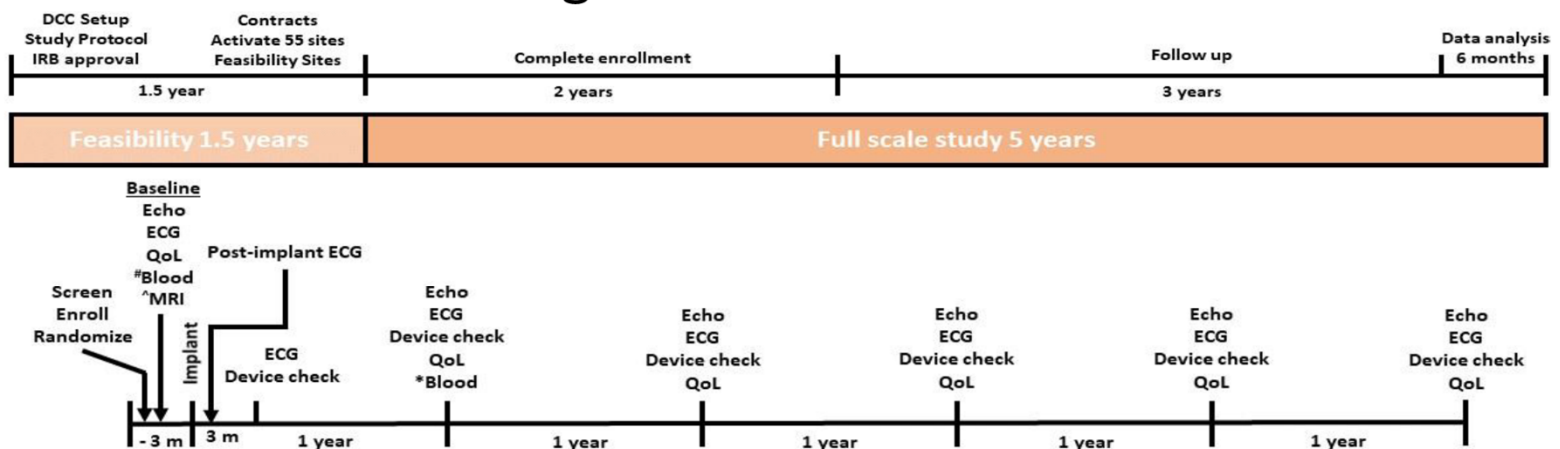 DCC Setup
Study Protocol
IRB approval
Contracts
Activate 55 sites
Feasibility Sites
Complete enrollment
Follow up
Data analysis
6 months
1.5 year
2 years
3 years
Feasibility 1.5 years
Full scale study 5 years
Baseline
Echo
ECG
QoL
#Blood
^MRI
Screen
Enroll
Randomize
Implant
Post-implant ECG
ECG
Device check
Echo
ECG
Device check
QoL
*Blood
Echo
ECG
Device check
QoL
Echo
ECG
Device check
QoL
Echo
ECG
Device check
QoL
Echo
ECG
Device check
QoL
- 3 m
3 m
1 year
1 year
1 year
1 year
1 year